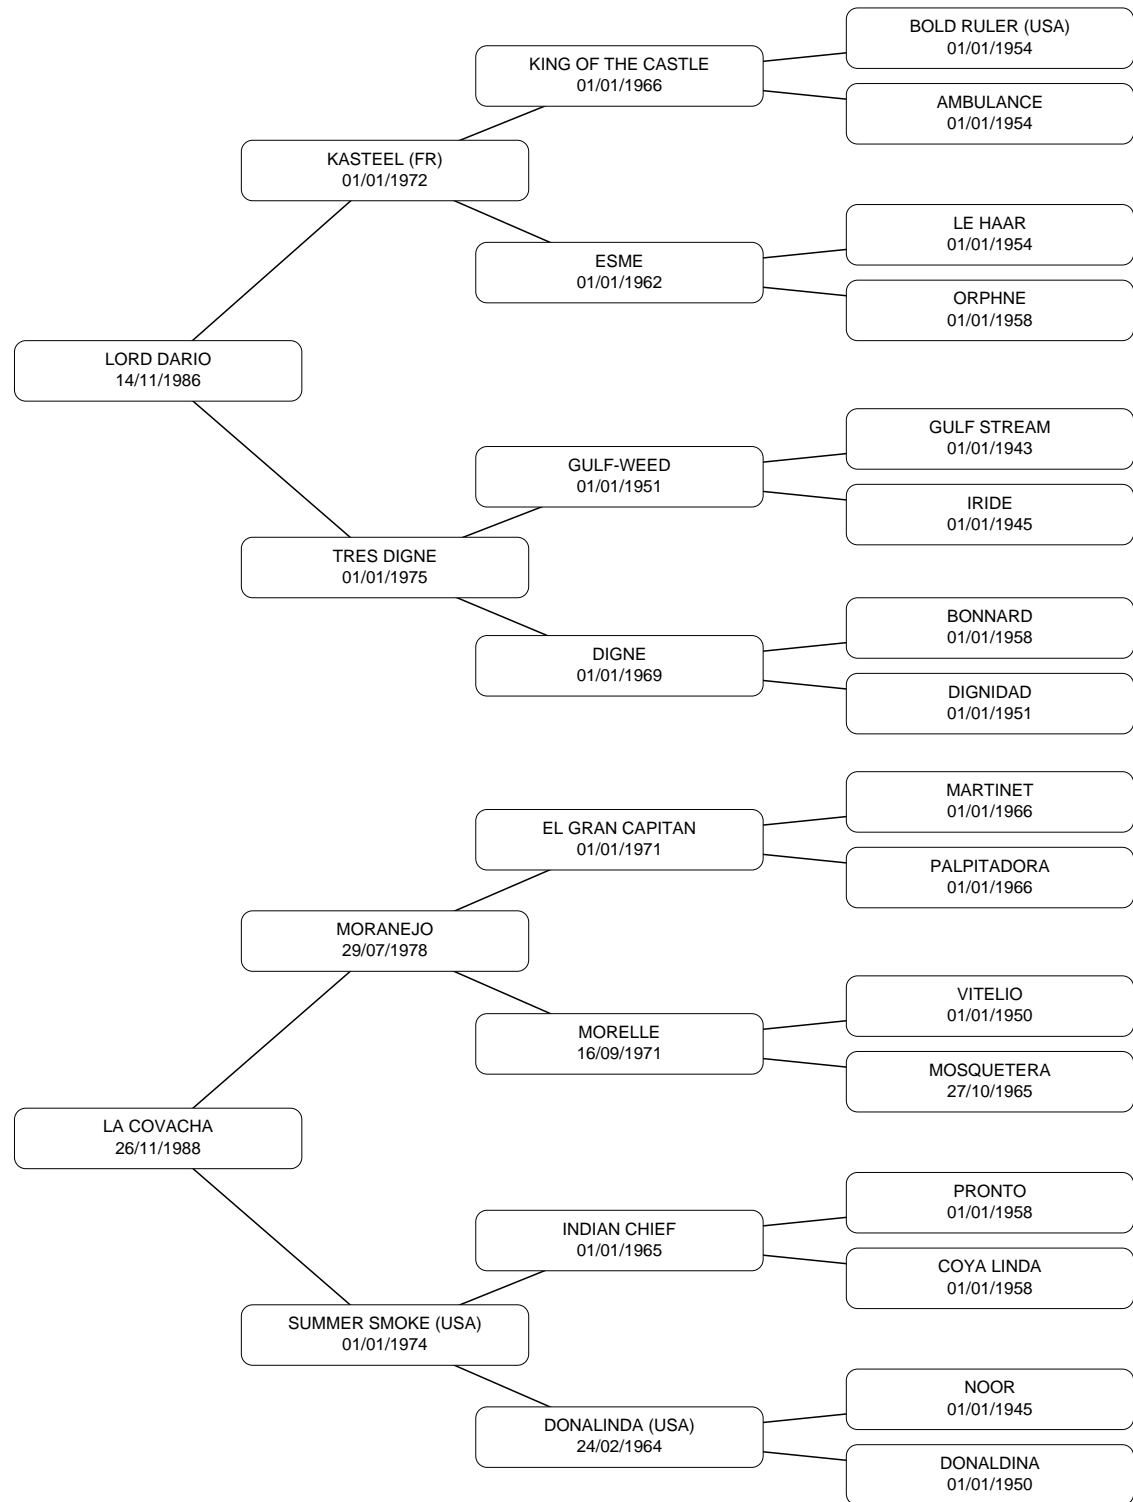 BOLD RULER (USA)
01/01/1954
KING OF THE CASTLE
01/01/1966
AMBULANCE
01/01/1954
KASTEEL (FR)
01/01/1972
LE HAAR
01/01/1954
ESME
01/01/1962
ORPHNE
01/01/1958
LORD DARIO
14/11/1986
GULF STREAM
01/01/1943
GULF-WEED
01/01/1951
IRIDE
01/01/1945
TRES DIGNE
01/01/1975
BONNARD
01/01/1958
DIGNE
01/01/1969
DIGNIDAD
01/01/1951
MARTINET
01/01/1966
EL GRAN CAPITAN
01/01/1971
PALPITADORA
01/01/1966
MORANEJO
29/07/1978
VITELIO
01/01/1950
MORELLE
16/09/1971
MOSQUETERA
27/10/1965
LA COVACHA
26/11/1988
PRONTO
01/01/1958
INDIAN CHIEF
01/01/1965
COYA LINDA
01/01/1958
SUMMER SMOKE (USA)
01/01/1974
NOOR
01/01/1945
DONALINDA (USA)
24/02/1964
DONALDINA
01/01/1950